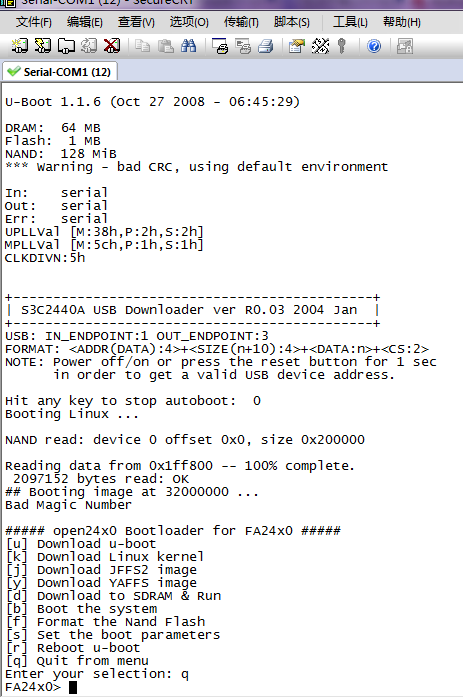 Serial-COM1 (12) - SecureCRT
文件(F) 编辑(E) 查看(V) 选项(O) 传输(T) 脚本(S) 工具(L) 帮助(H)
Serial-COM1 (12)
U-Boot 1.1.6 (Oct 27 2008 - 06:45:29)
DRAM:  64 MB
Flash:  1 MB
NAND:  128 MiB
*** Warning - bad CRC, using default environment
In:    serial
Out:   serial
Err:   serial
UPLLVal [M:38h,P:2h,S:2h]
MPLLVal [M:5ch,P:1h,S:1h]
CLKDIVN:5h
+---------------------------------------------+
| S3C2440A USB Downloader ver R0.03 2004 Jan  |
+---------------------------------------------+
USB: IN_ENDPOINT:1 OUT_ENDPOINT:3
FORMAT: <ADDR(DATA):4>+<SIZE(n+10):4>+<DATA:n>+<CS:2>
NOTE: Power off/on or press the reset button for 1 sec
      in order to get a valid USB device address.
Hit any key to stop autoboot:  0
Booting Linux ...
NAND read: device 0 offset 0x0, size 0x200000
Reading data from 0x1ff800 -- 100% complete.
 2097152 bytes read: OK
## Booting image at 32000000 ...
Bad Magic Number
##### open24x0 Bootloader for FA24x0 #####
[u] Download u-boot
[k] Download Linux kernel
[j] Download JFFS2 image
[y] Download YAFFS image
[d] Download to SDRAM & Run
[b] Boot the system
[f] Format the Nand Flash
[s] Set the boot parameters
[r] Reboot u-boot
[q] Quit from menu
Enter your selection: q
FA24x0>